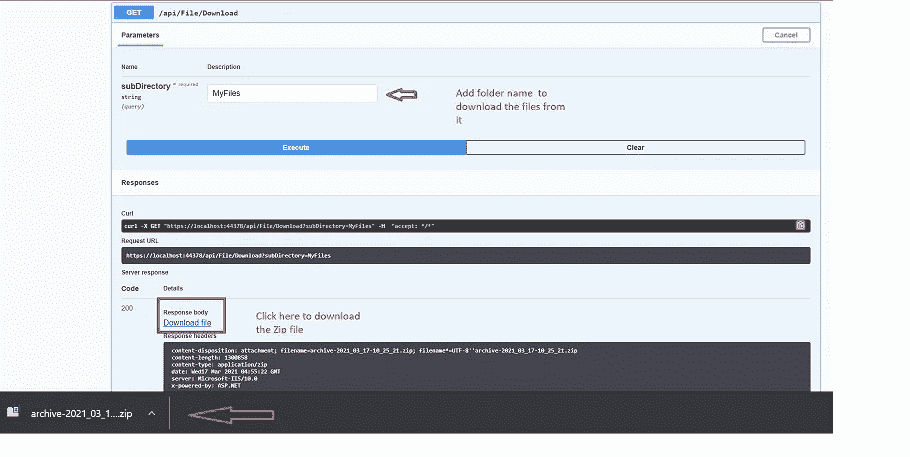 GET /api/File/Download
Parameters
Cancel
Name Description
subDirectory * required
string
(query)
MyFiles
Add folder name to
download the files from
it
Execute Clear
Responses
Curl
curl -X GET "https://localhost:44378/api/File/Download?subDirectory=MyFiles" -H "accept: */*"
Request URL
https://localhost:44378/api/File/Download?subDirectory=MyFiles
Server response
Code Details
200
Response body
Download file
Click here to download
the Zip file
Response headers
content-disposition: attachment; filename=archive-2021_03_17-10_25_21.zip; filename*=UTF-8''archive-2021_03_17-10_25_21.zip
content-length: 1300858
content-type: application/zip
date: Wed17 Mar 2021 04:55:22 GMT
server: Microsoft-IIS/10.0
x-powered-by: ASP.NET
archive-2021_03_1....zip